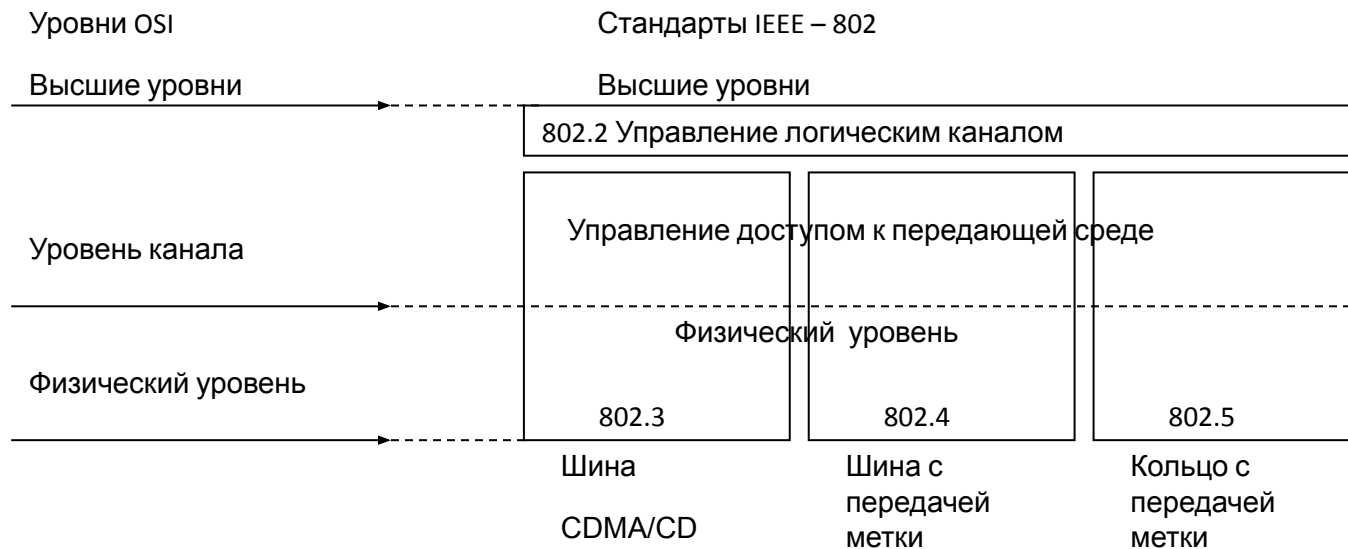 Уровни OSI
Стандарты IEEE – 802
Высшие уровни
Высшие уровни
802.2 Управление логическим каналом
Управление доступом к передающей среде
Уровень канала
Физический уровень
Физический уровень
802.3
802.4
802.5
Шина
CDMA/CD
Шина с
передачей
метки
Кольцо с
передачей
метки